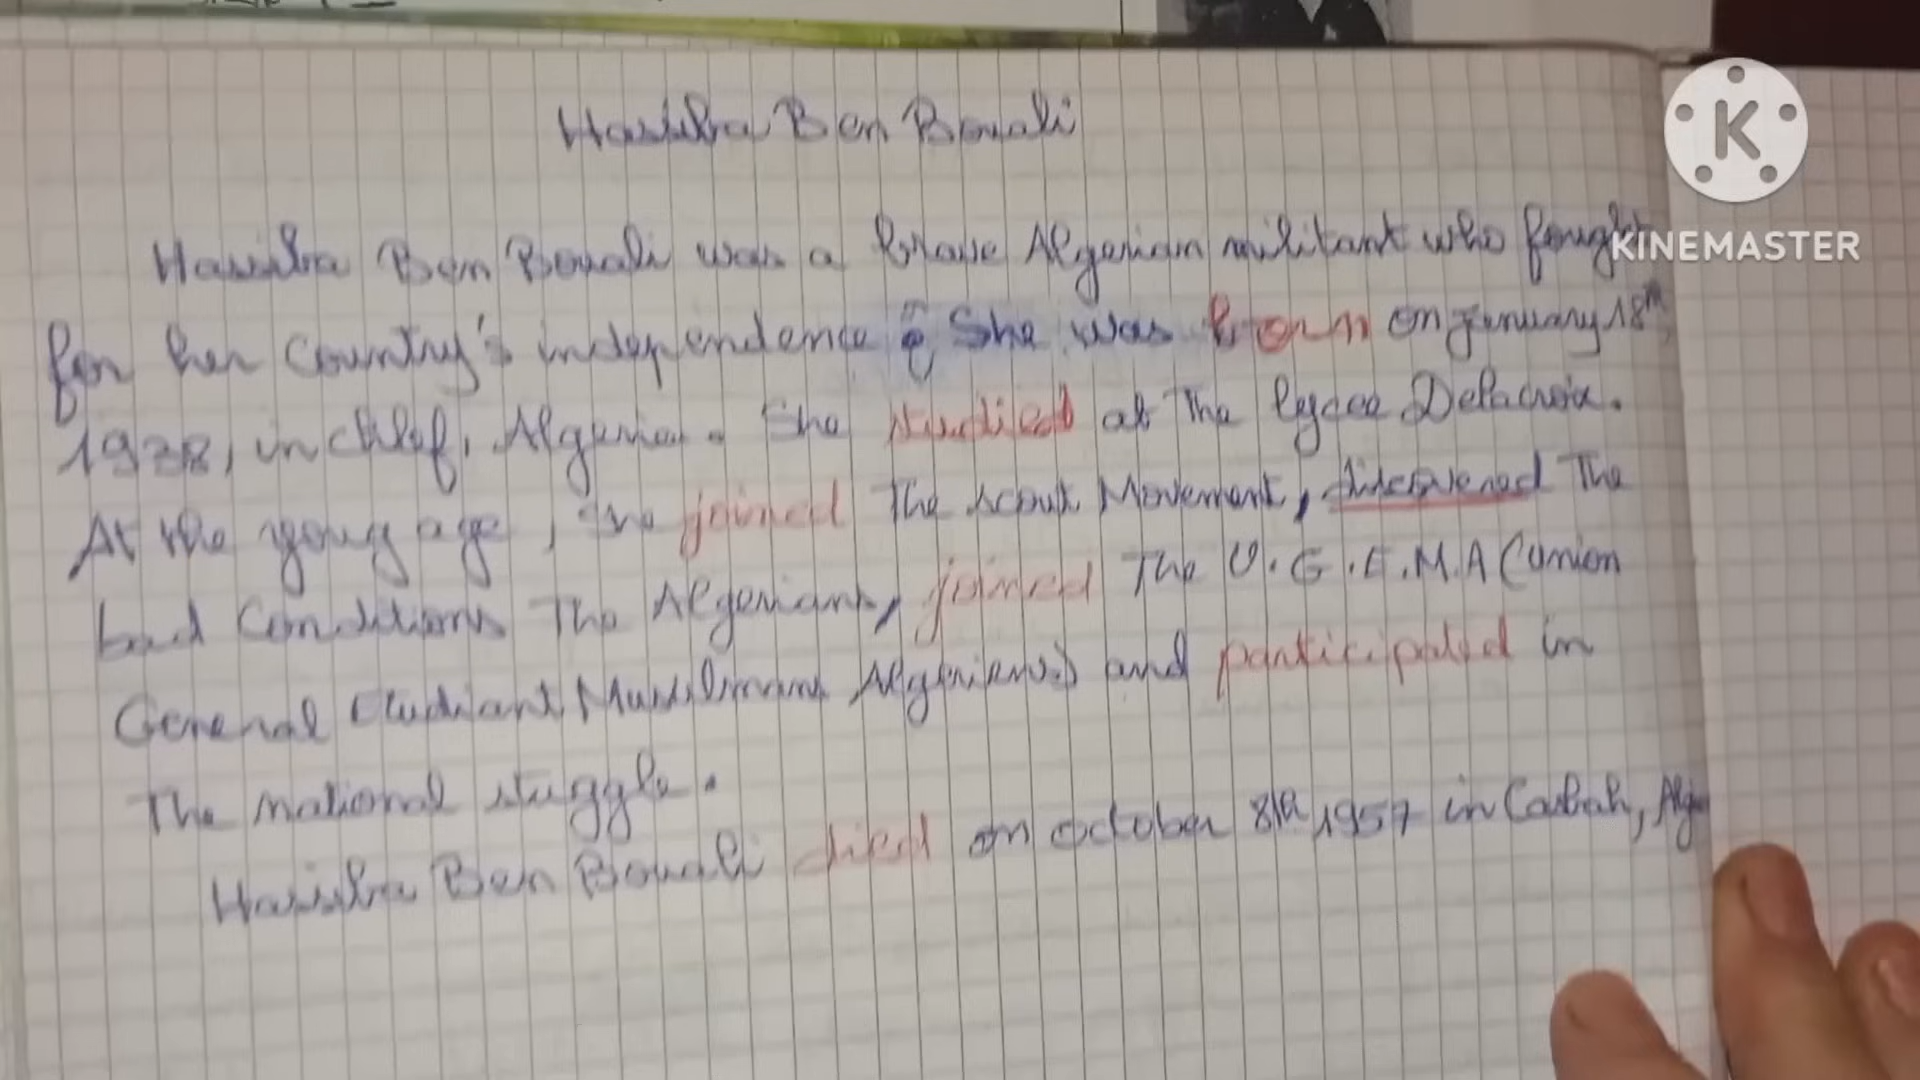 Hassiba Ben Bouali
Hassiba Ben Bouali was a brave Algerian militant who fought
for her country's independence. She was born on January 18th,
1938, in Chlef, Algeria. She studied at The lycee Delacroix.
At the young age, she joined The scout Movement, discovered The
bad Conditions The Algerians, joined The U.G.E.M.A (union
General Etudiant Musulmans Algeriens) and participated in
The national stuggle.
Hassiba Ben Bouali died on october 8th 1957 in Casbah,
K
KINEMASTER